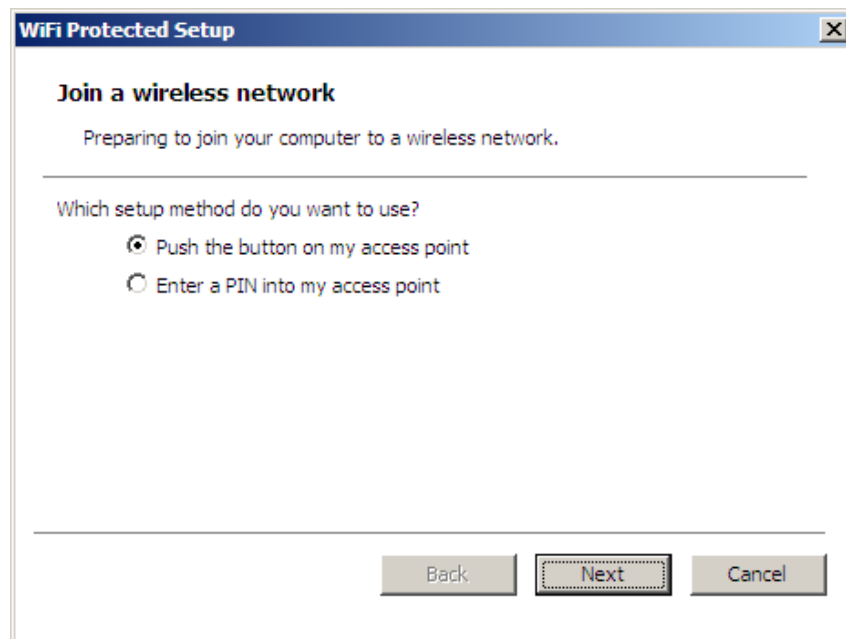 WiFi Protected Setup
Join a wireless network
Preparing to join your computer to a wireless network.
Which setup method do you want to use?
Push the button on my access point
Enter a PIN into my access point
Back Next Cancel